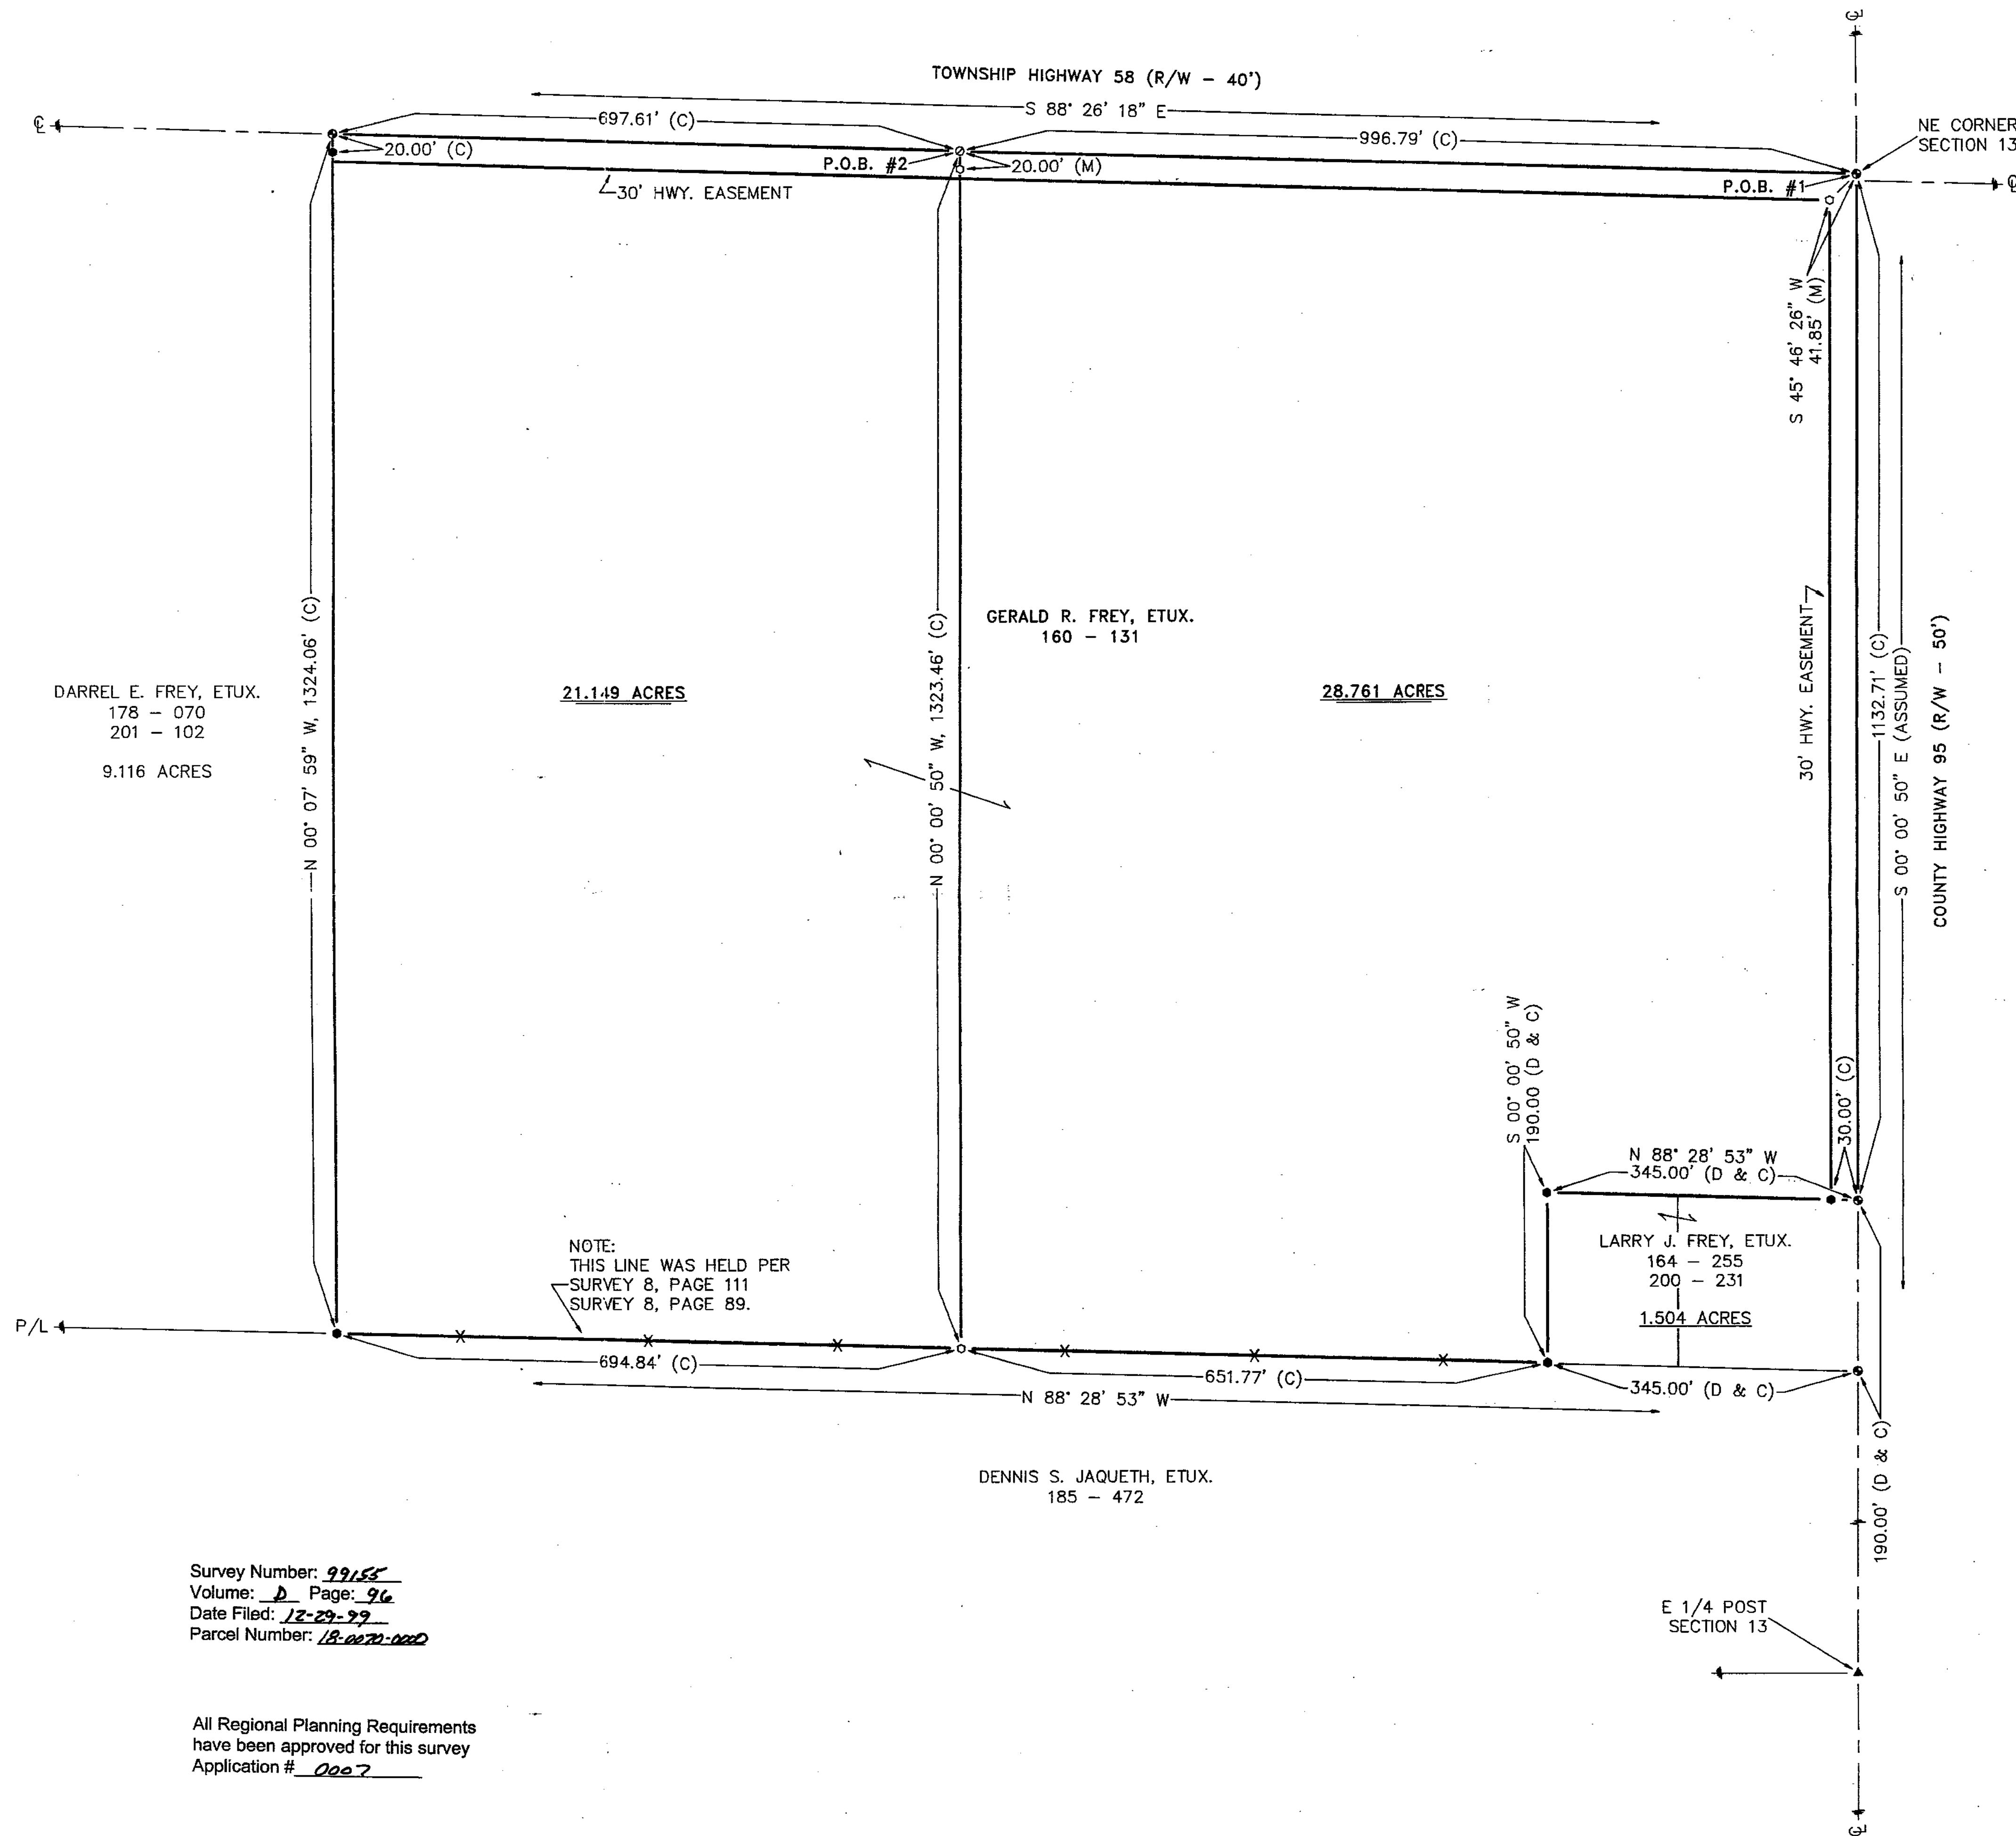 TOWNSHIP HIGHWAY 58 (R/W - 40')
S 88° 26' 18" E
697.61' (C)
996.79' (C)
NE CORNER
SECTION 13
20.00' (C)
P.O.B. #2
20.00' (M)
P.O.B. #1
30' HWY. EASEMENT
S 45° 46' 26" W
41.85' (M)
N 00° 07' 59" W, 1324.06' (C)
N 00° 00' 50" W, 1323.46' (C)
GERALD R. FREY, ETUX.
160 - 131
30' HWY. EASEMENT
1132.71' (C)
S 00° 00' 50" E (ASSUMED)
COUNTY HIGHWAY 95 (R/W - 50')
DARREL E. FREY, ETUX.
178 - 070
201 - 102
9.116 ACRES
21.149 ACRES
28.761 ACRES
S 00° 00' 50" W
190.00 (D & C)
30.00' (C)
N 88° 28' 53" W
345.00' (D & C)
LARRY J. FREY, ETUX.
164 - 255
200 - 231
1.504 ACRES
NOTE:
THIS LINE WAS HELD PER
SURVEY 8, PAGE 111
SURVEY 8, PAGE 89.
P/L
694.84' (C)
651.77' (C)
345.00' (D & C)
N 88° 28' 53" W
190.00' (D & C)
DENNIS S. JAQUETH, ETUX.
185 - 472
Survey Number: 99155
Volume: D Page: 96
Date Filed: 12-29-99
Parcel Number: 18-0070-0000
E 1/4 POST
SECTION 13
All Regional Planning Requirements
have been approved for this survey
Application # 0007